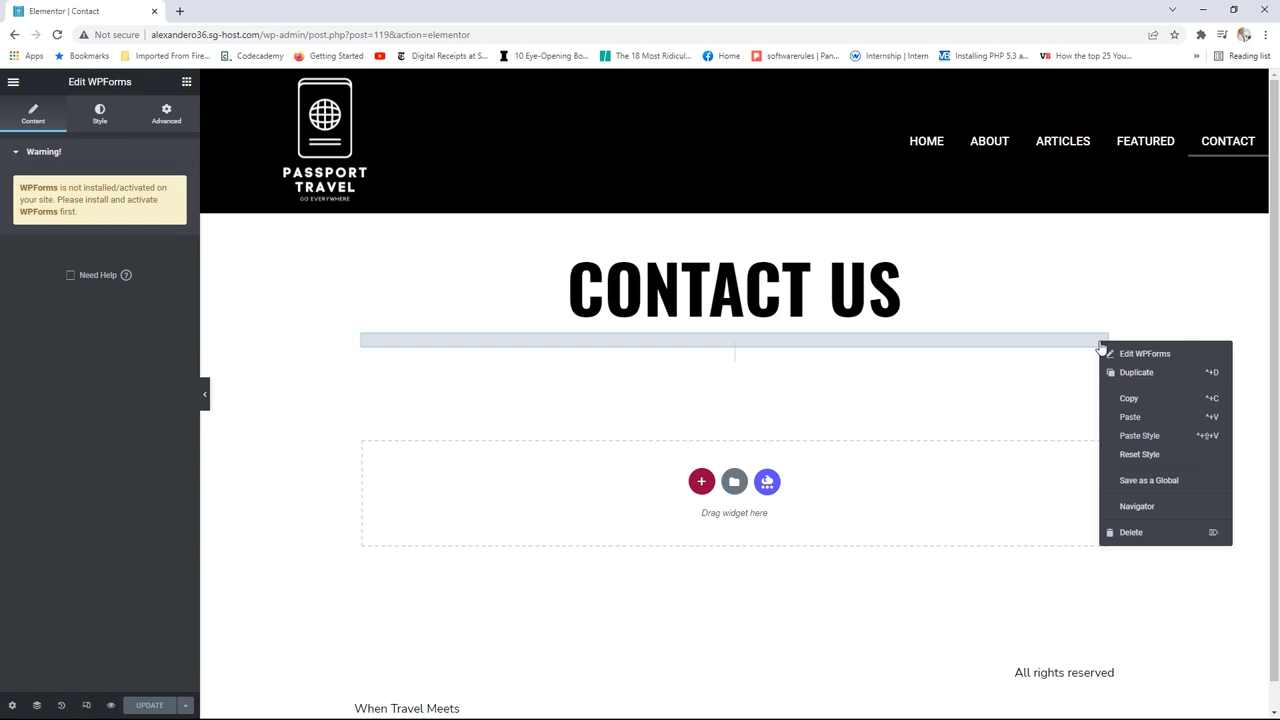 Elementor | Contact
Not secure | alexandero36.sg-host.com/wp-admin/post.php?post=119&action=elementor
Apps Bookmarks Imported From Fire... Codecademy Getting Started Digital Receipts at S... 10 Eye-Opening Bo... The 18 Most Ridicul... Home softwarerules | Pan... Internship | Intern Installing PHP 5.3 a... How the top 25 You... » Reading list
Edit WPForms
Content Style Advanced
Warning!
WPForms is not installed/activated on
your site. Please install and activate
WPForms first.
Need Help ?
UPDATE
PASSPORT
TRAVEL
GO EVERYWHERE
HOME ABOUT ARTICLES FEATURED CONTACT
CONTACT US
Edit WPForms
Duplicate ^+D
Copy ^+C
Paste ^+V
Paste Style ^+⇧+V
Reset Style
Save as a Global
Navigator
Delete ⌦
Drag widget here
All rights reserved
When Travel Meets